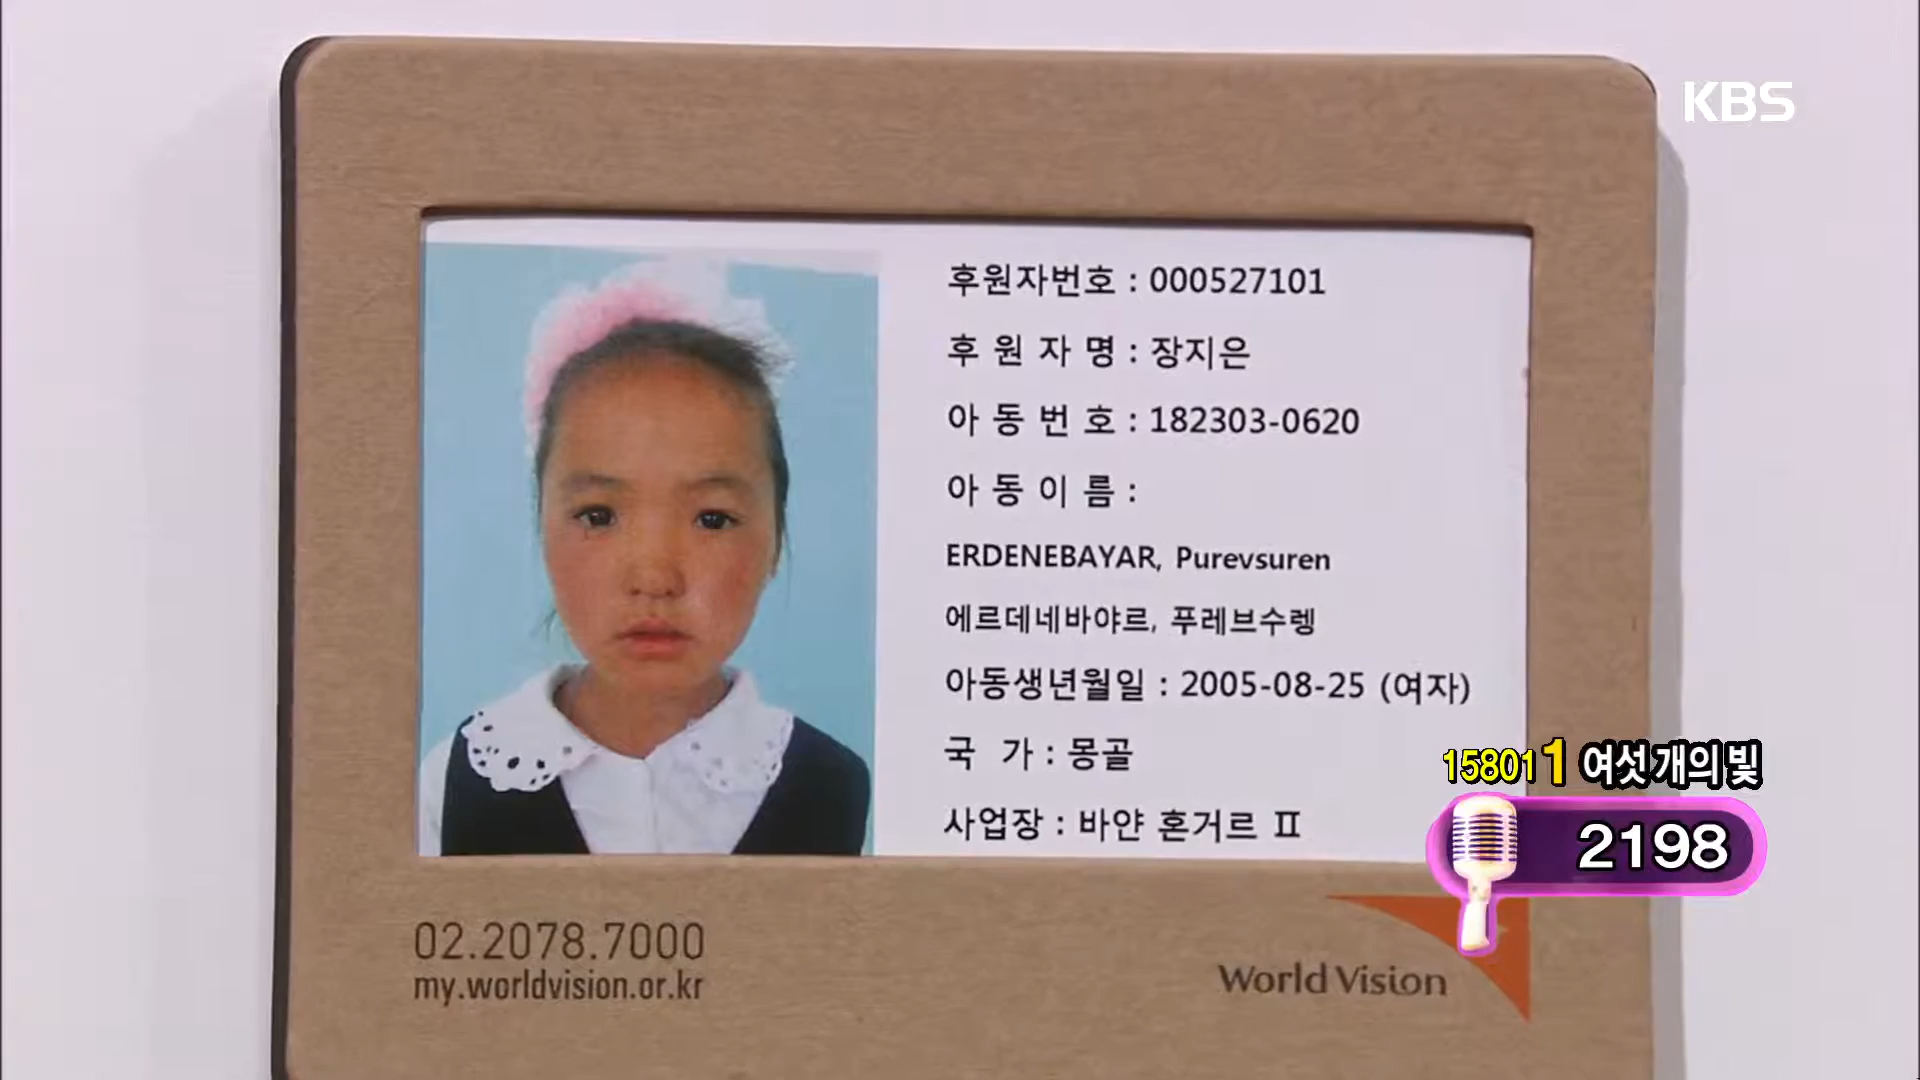 KBS
후원자번호 : 000527101
후 원 자 명 : 장지은
아 동 번 호 : 182303-0620
아 동 이 름 :
ERDENEBAYAR, Purevsuren
에르데네바야르, 푸레브수렝
아동생년월일 : 2005-08-25 (여자)
국 가 : 몽골
사업장 : 바얀 혼거르 Ⅱ
158011 여섯 개의 빛
2198
02.2078.7000
my.worldvision.or.kr
World Vision